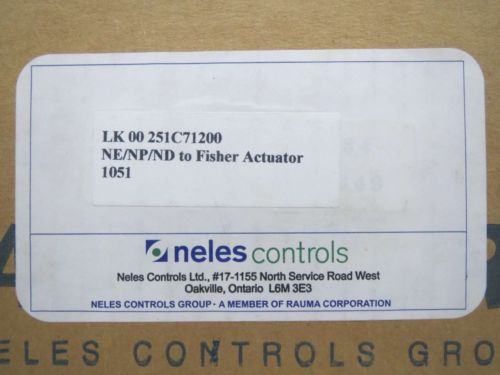 LK 00 251C71200
NE/NP/ND to Fisher Actuator
1051
neles controls
Neles Controls Ltd., #17-1155 North Service Road West
Oakville, Ontario L6M 3E3
NELES CONTROLS GROUP • A MEMBER OF RAUMA CORPORATION
ELES CONTROLS GRO